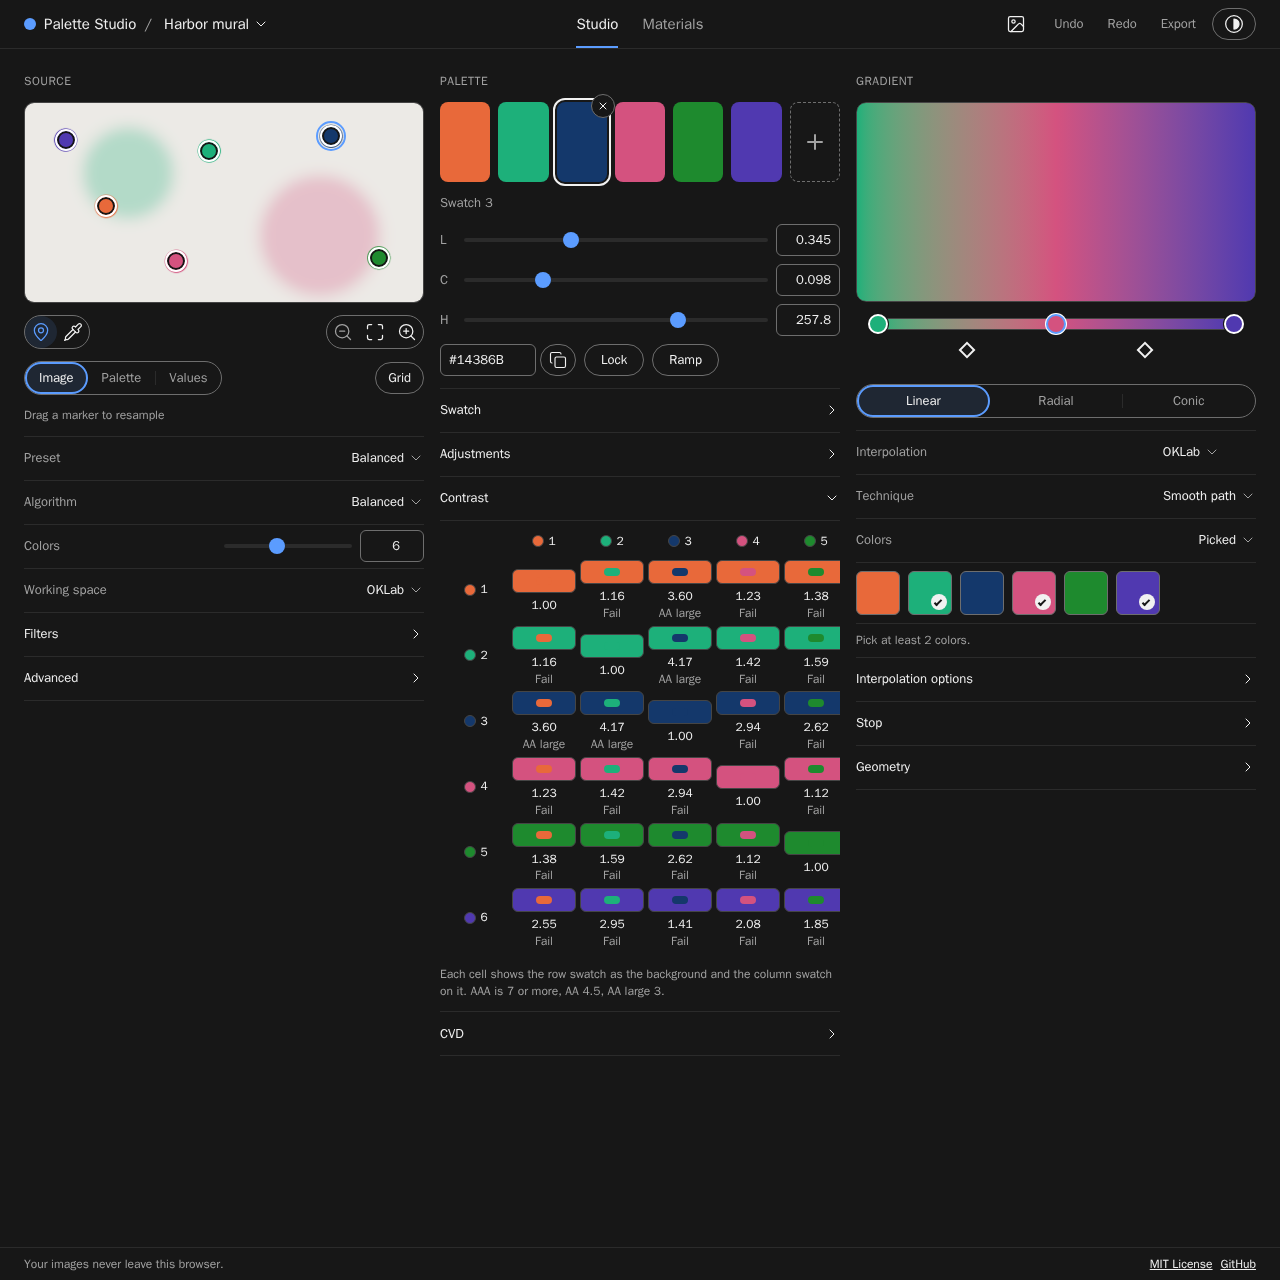 Palette Studio / Harbor mural
Studio
Materials
Undo
Redo
Export
SOURCE
Image
Palette
Values
Grid
Drag a marker to resample
Preset
Balanced
Algorithm
Balanced
Colors
6
Working space
OKLab
Filters
Advanced
PALETTE
Swatch 3
L
0.345
C
0.098
H
257.8
#14386B
Lock
Ramp
Swatch
Adjustments
Contrast
1 2 3 4 5
1
1.00 1.16 3.60 1.23 1.38
Fail AA large Fail Fail
2
1.16 1.00 4.17 1.42 1.59
Fail AA large Fail Fail
3
3.60 4.17 1.00 2.94 2.62
AA large AA large Fail Fail
4
1.23 1.42 2.94 1.00 1.12
Fail Fail Fail Fail
5
1.38 1.59 2.62 1.12 1.00
Fail Fail Fail Fail
6
2.55 2.95 1.41 2.08 1.85
Fail Fail Fail Fail Fail
Each cell shows the row swatch as the background and the column swatch
on it. AAA is 7 or more, AA 4.5, AA large 3.
CVD
GRADIENT
Linear
Radial
Conic
Interpolation
OKLab
Technique
Smooth path
Colors
Picked
Pick at least 2 colors.
Interpolation options
Stop
Geometry
Your images never leave this browser.
MIT License
GitHub